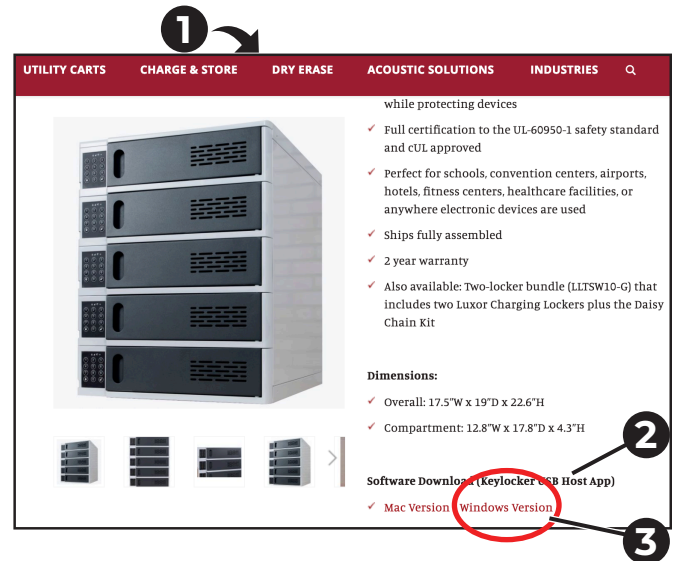 1
UTILITY CARTS CHARGE & STORE DRY ERASE ACOUSTIC SOLUTIONS INDUSTRIES
while protecting devices
✓ Full certification to the UL-60950-1 safety standard
and cUL approved
✓ Perfect for schools, convention centers, airports,
hotels, fitness centers, healthcare facilities, or
anywhere electronic devices are used
✓ Ships fully assembled
✓ 2 year warranty
✓ Also available: Two-locker bundle (LLTSW10-G) that
includes two Luxor Charging Lockers plus the Daisy
Chain Kit
Dimensions:
✓ Overall: 17.5"W x 19"D x 22.6"H
✓ Compartment: 12.8"W x 17.8"D x 4.3"H
2
Software Download (Keylocker USB Host App)
✓ Mac Version Windows Version
3